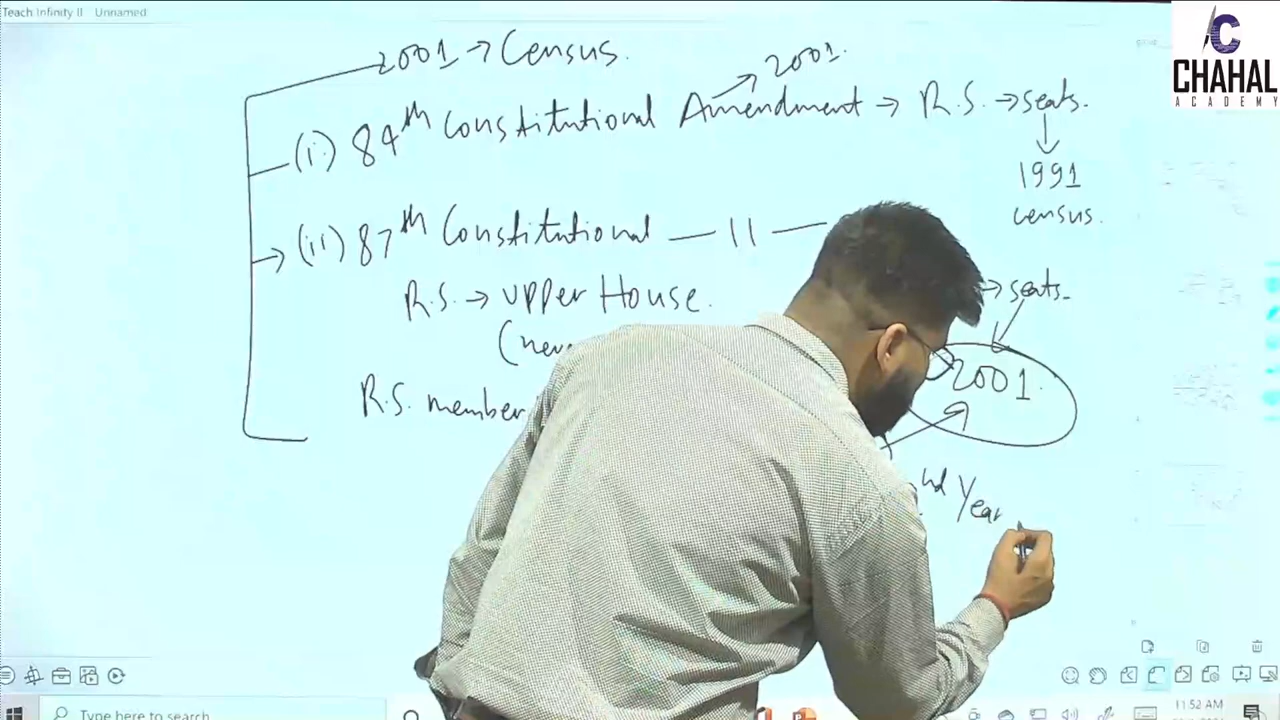 Teach Infinity II Unnamed
2001 → Census.
(i) 84th Constitutional Amendment → R.S. → seats.
2001.
1991
census.
(ii) 87th Constitutional — 11 —
→ seats.
R.S. → upper House.
2001.
R.S. member
nd Year
C
CHAHAL
ACADEMY
Type here to search
11:52 AM